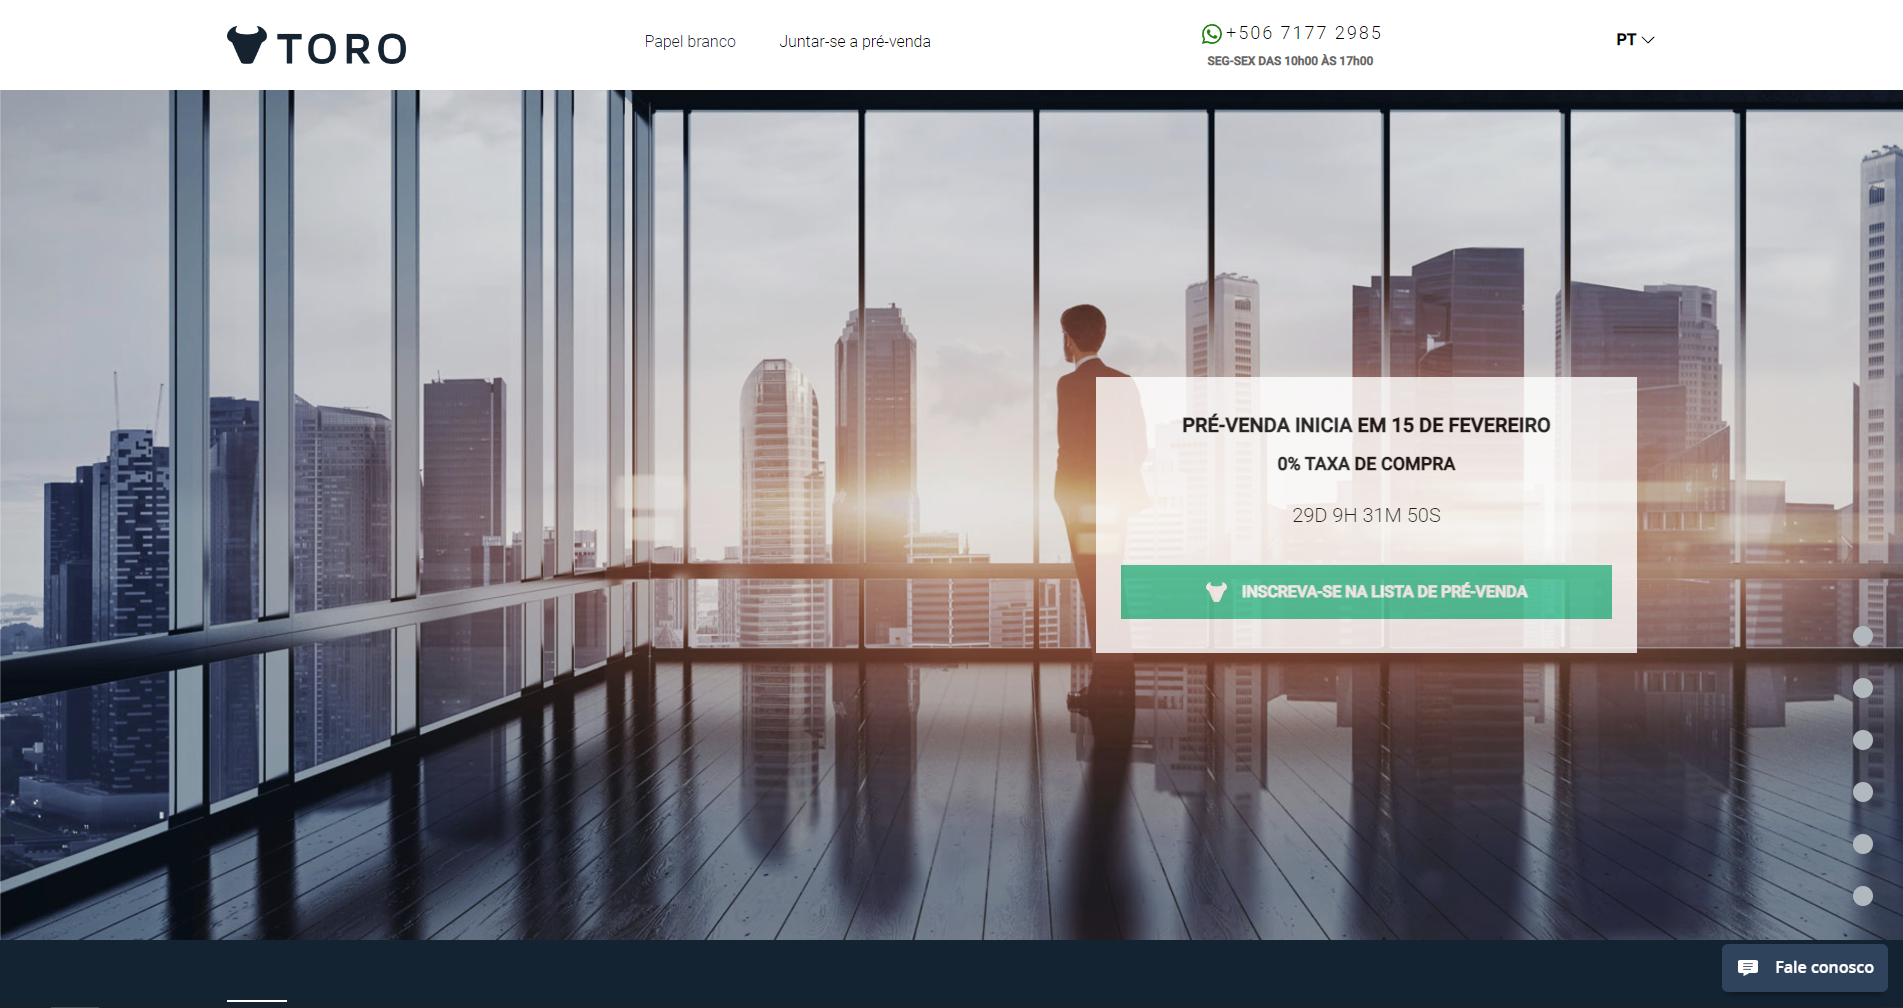 TORO
Papel branco
Juntar-se a pré-venda
+506 7177 2985
SEG-SEX DAS 10h00 ÀS 17h00
PT
PRÉ-VENDA INICIA EM 15 DE FEVEREIRO
0% TAXA DE COMPRA
29D 9H 31M 50S
INSCREVA-SE NA LISTA DE PRÉ-VENDA
Fale conosco